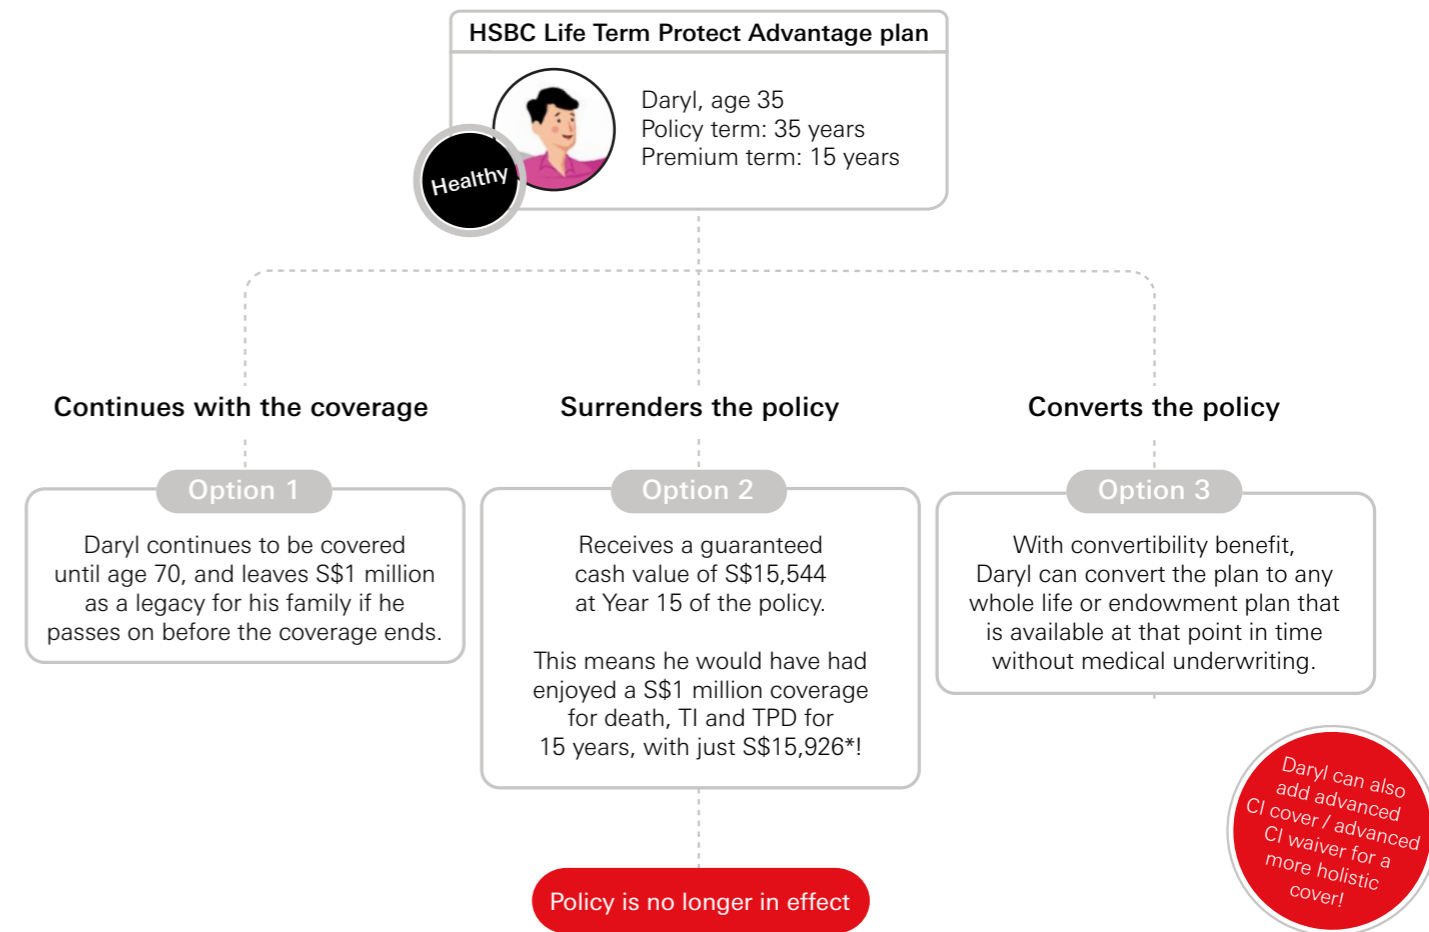 HSBC Life Term Protect Advantage plan
Daryl, age 35
Policy term: 35 years
Premium term: 15 years
Healthy
Continues with the coverage
Option 1
Daryl continues to be covered
until age 70, and leaves S$1 million
as a legacy for his family if he
passes on before the coverage ends.
Surrenders the policy
Option 2
Receives a guaranteed
cash value of S$15,544
at Year 15 of the policy.
This means he would have had
enjoyed a S$1 million coverage
for death, TI and TPD for
15 years, with just S$15,926*!
Policy is no longer in effect
Converts the policy
Option 3
With convertibility benefit,
Daryl can convert the plan to any
whole life or endowment plan that
is available at that point in time
without medical underwriting.
Daryl can also
add advanced
CI cover / advanced
CI waiver for a
more holistic
cover!